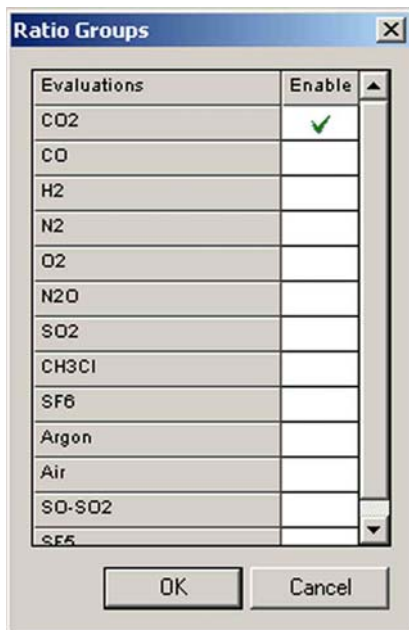 Ratio Groups
Evaluations Enable
CO2
CO
H2
N2
O2
N2O
SO2
CH3Cl
SF6
Argon
Air
SO-SO2
SF5
OK Cancel